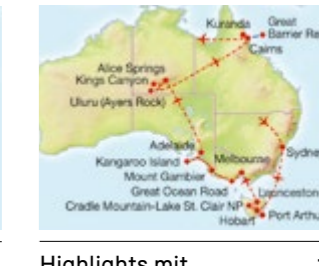 Kuranda Great
Barrier Re
Cairns
Alice Springs
Kings Canyon
Uluru (Ayers Rock)
Adelaide
Kangaroo Island
Melbourne
Sydne
Mount Gambier
Great Ocean Road
Launceston
Cradle Mountain-Lake St. Clair NP
Hobart
Port Arthu
Highlights mit